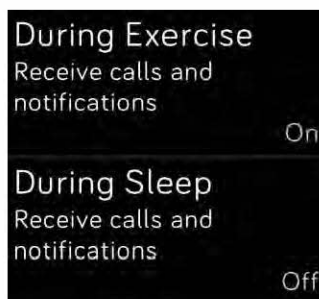 During Exercise
Receive calls and
notifications
On
During Sleep
Receive calls and
notifications
Off